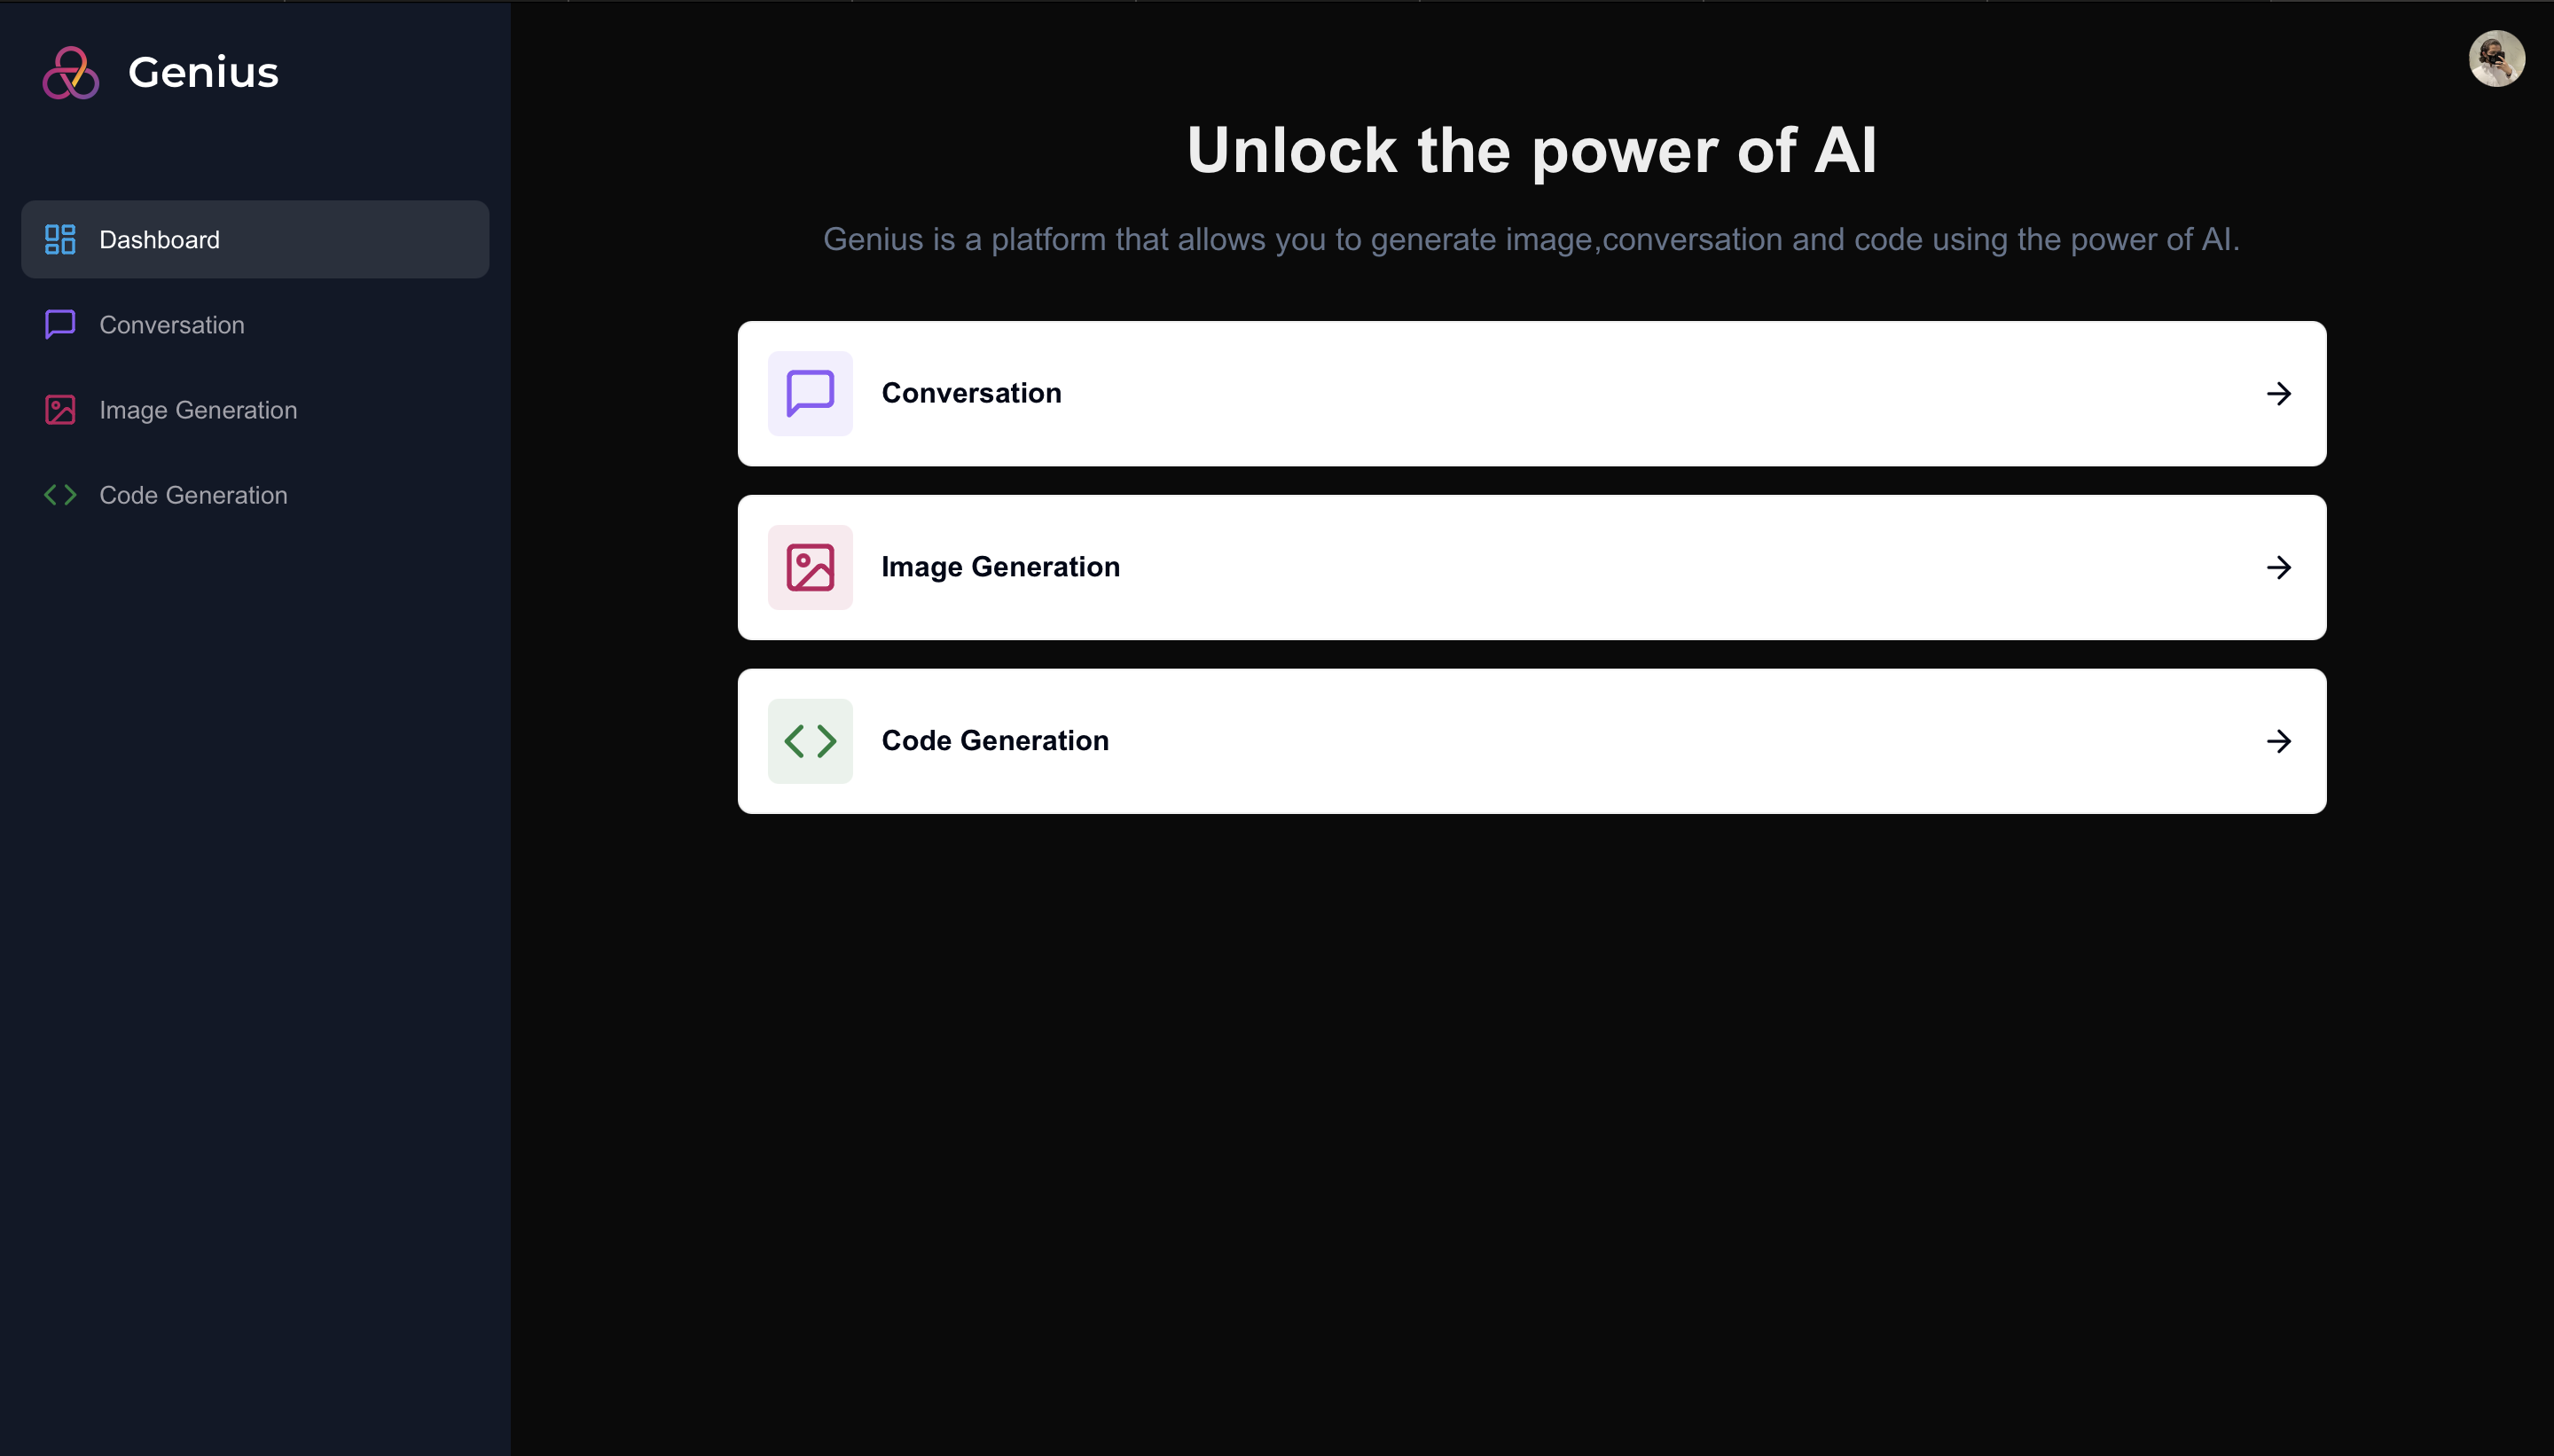 Genius
Dashboard
Conversation
Image Generation
Code Generation
Unlock the power of AI
Genius is a platform that allows you to generate image,conversation and code using the power of AI.
Conversation
Image Generation
Code Generation